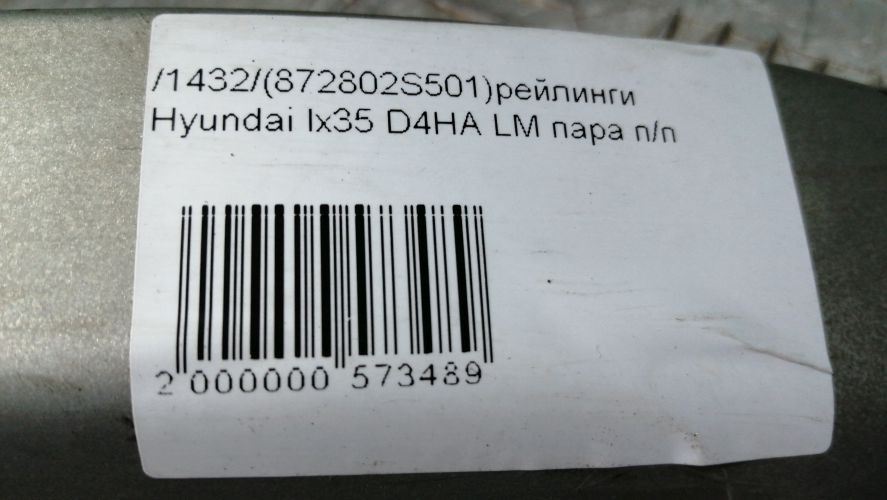 /1432/(872802S501)рейлинги
Hyundai Ix35 D4HA LM пара п/п
2 000000 573489